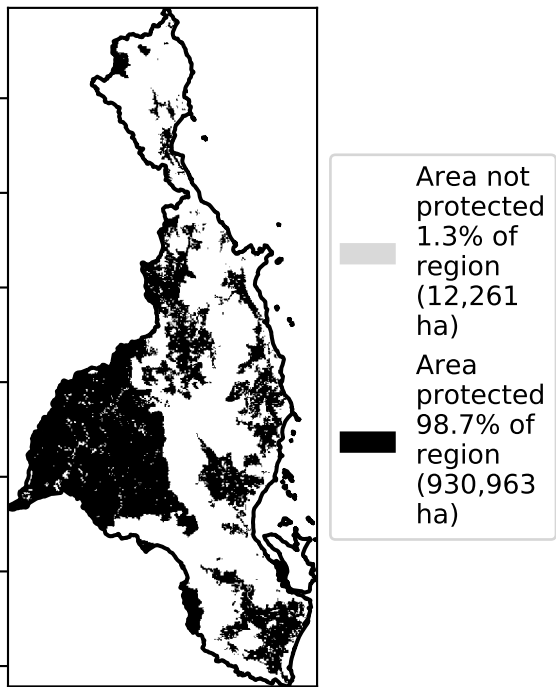 Area not
protected
1.3% of
region
(12,261
ha)
Area
protected
98.7% of
region
(930,963
ha)